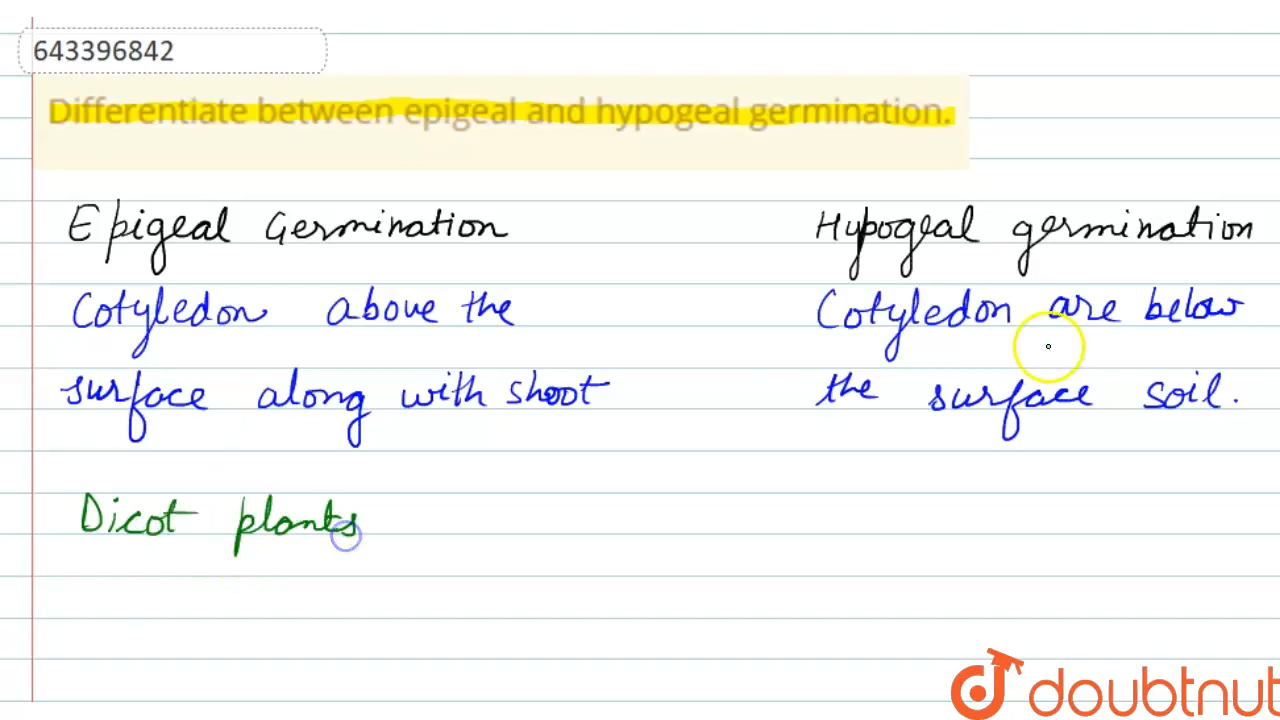 643396842
Differentiate between epigeal and hypogeal germination.
Epigeal Germination
Hypogeal germination
Cotyledon above the
surface along with shoot
Cotyledon are below
the surface soil.
Dicot plants
doubtnut